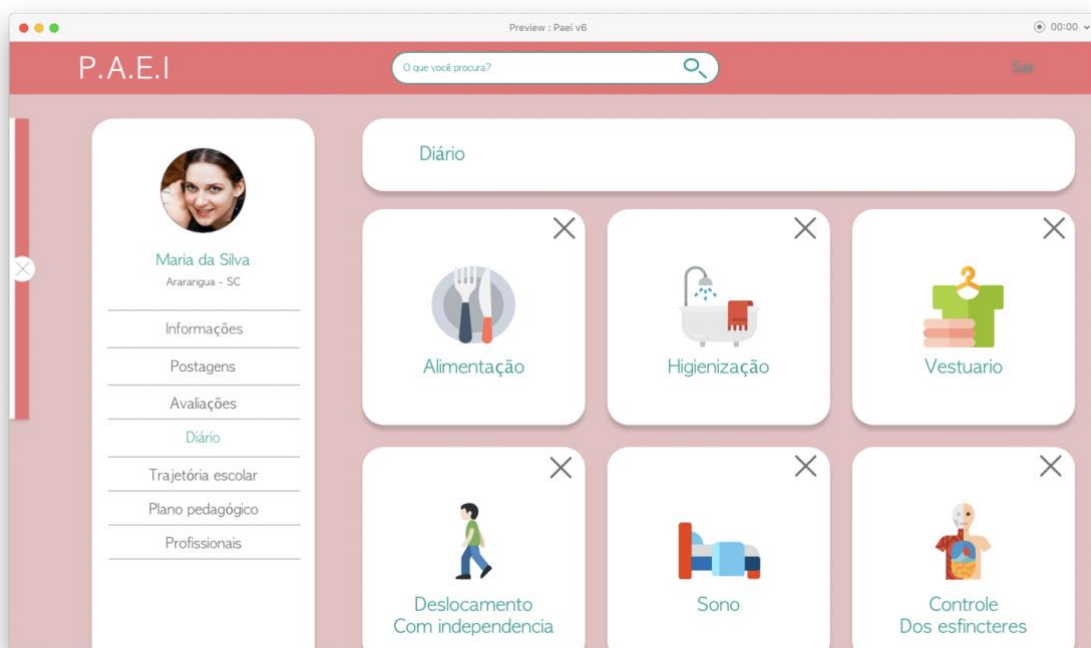 Preview : Paei v6
00:00
P.A.E.I
O que você procura?
Sair
Maria da Silva
Ararangua - SC
Informações
Postagens
Avaliações
Diário
Trajetória escolar
Plano pedagógico
Profissionais
Diário
Alimentação
Higienização
Vestuario
Deslocamento
Com independencia
Sono
Controle
Dos esfincteres